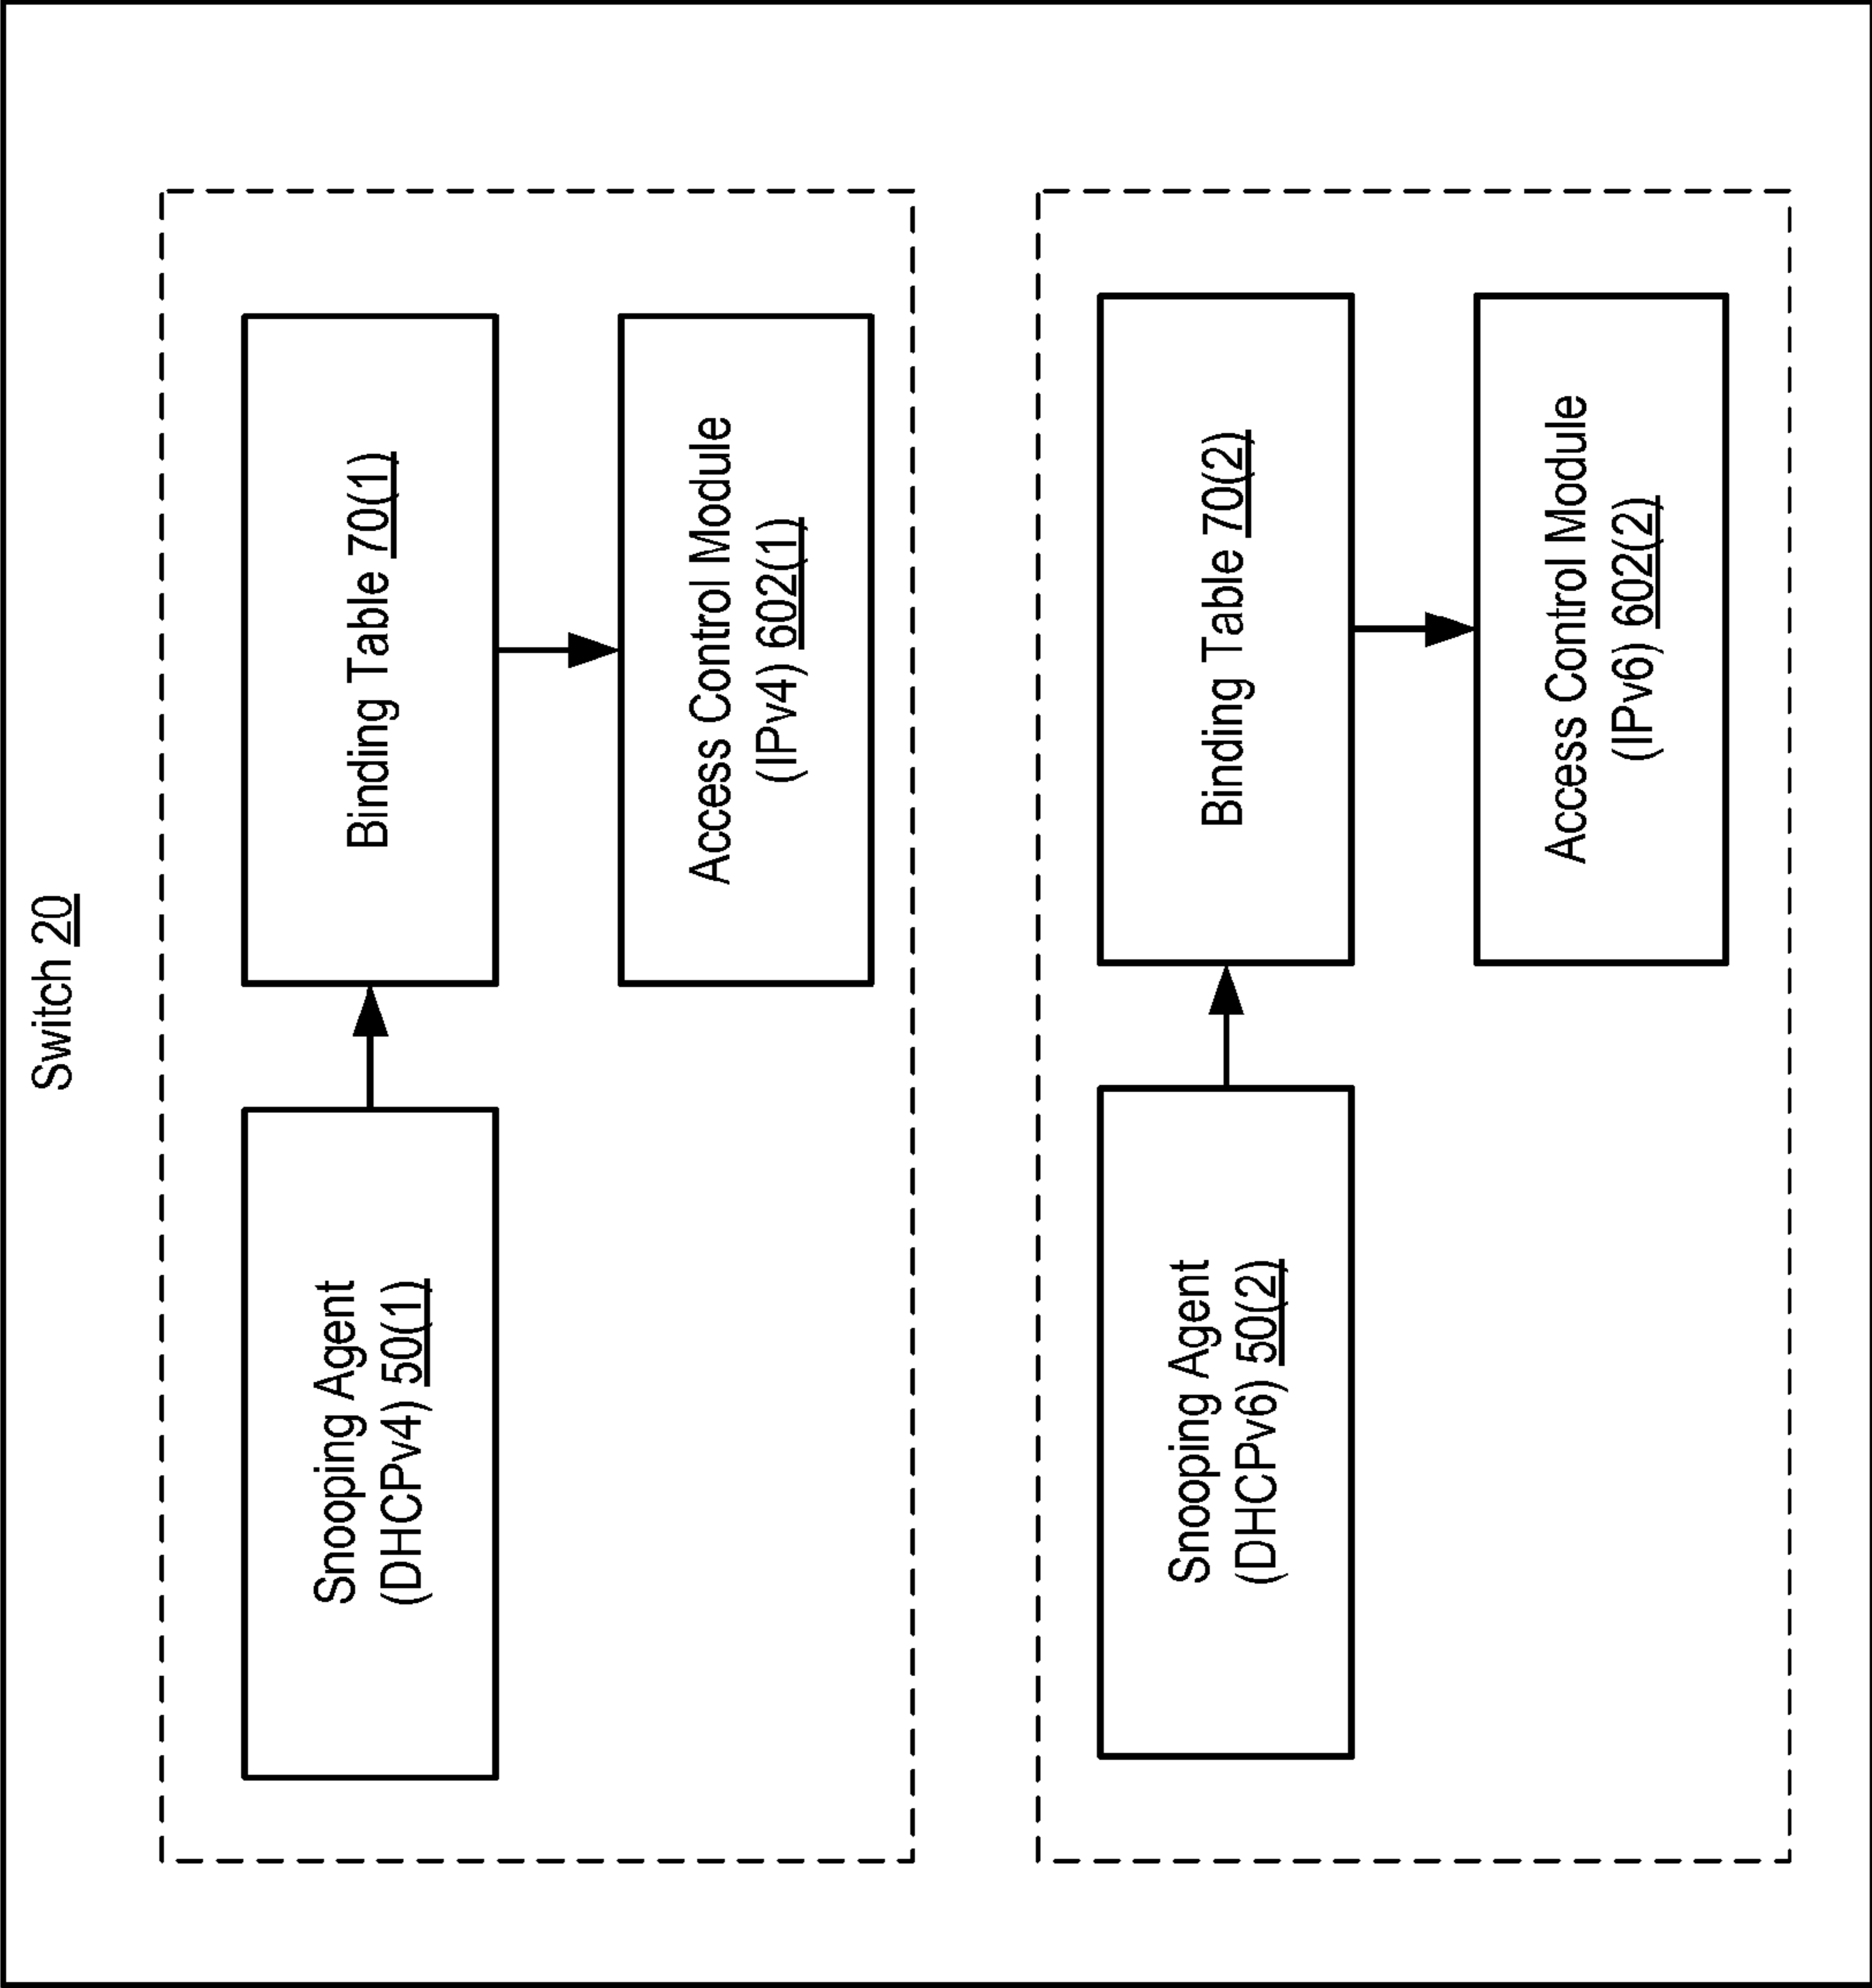 Switch 20
Snooping Agent
(DHCPv4) 50(1)
Binding Table 70(1)
Access Control Module
(IPv4) 602(1)
Snooping Agent
(DHCPv6) 50(2)
Binding Table 70(2)
Access Control Module
(IPv6) 602(2)